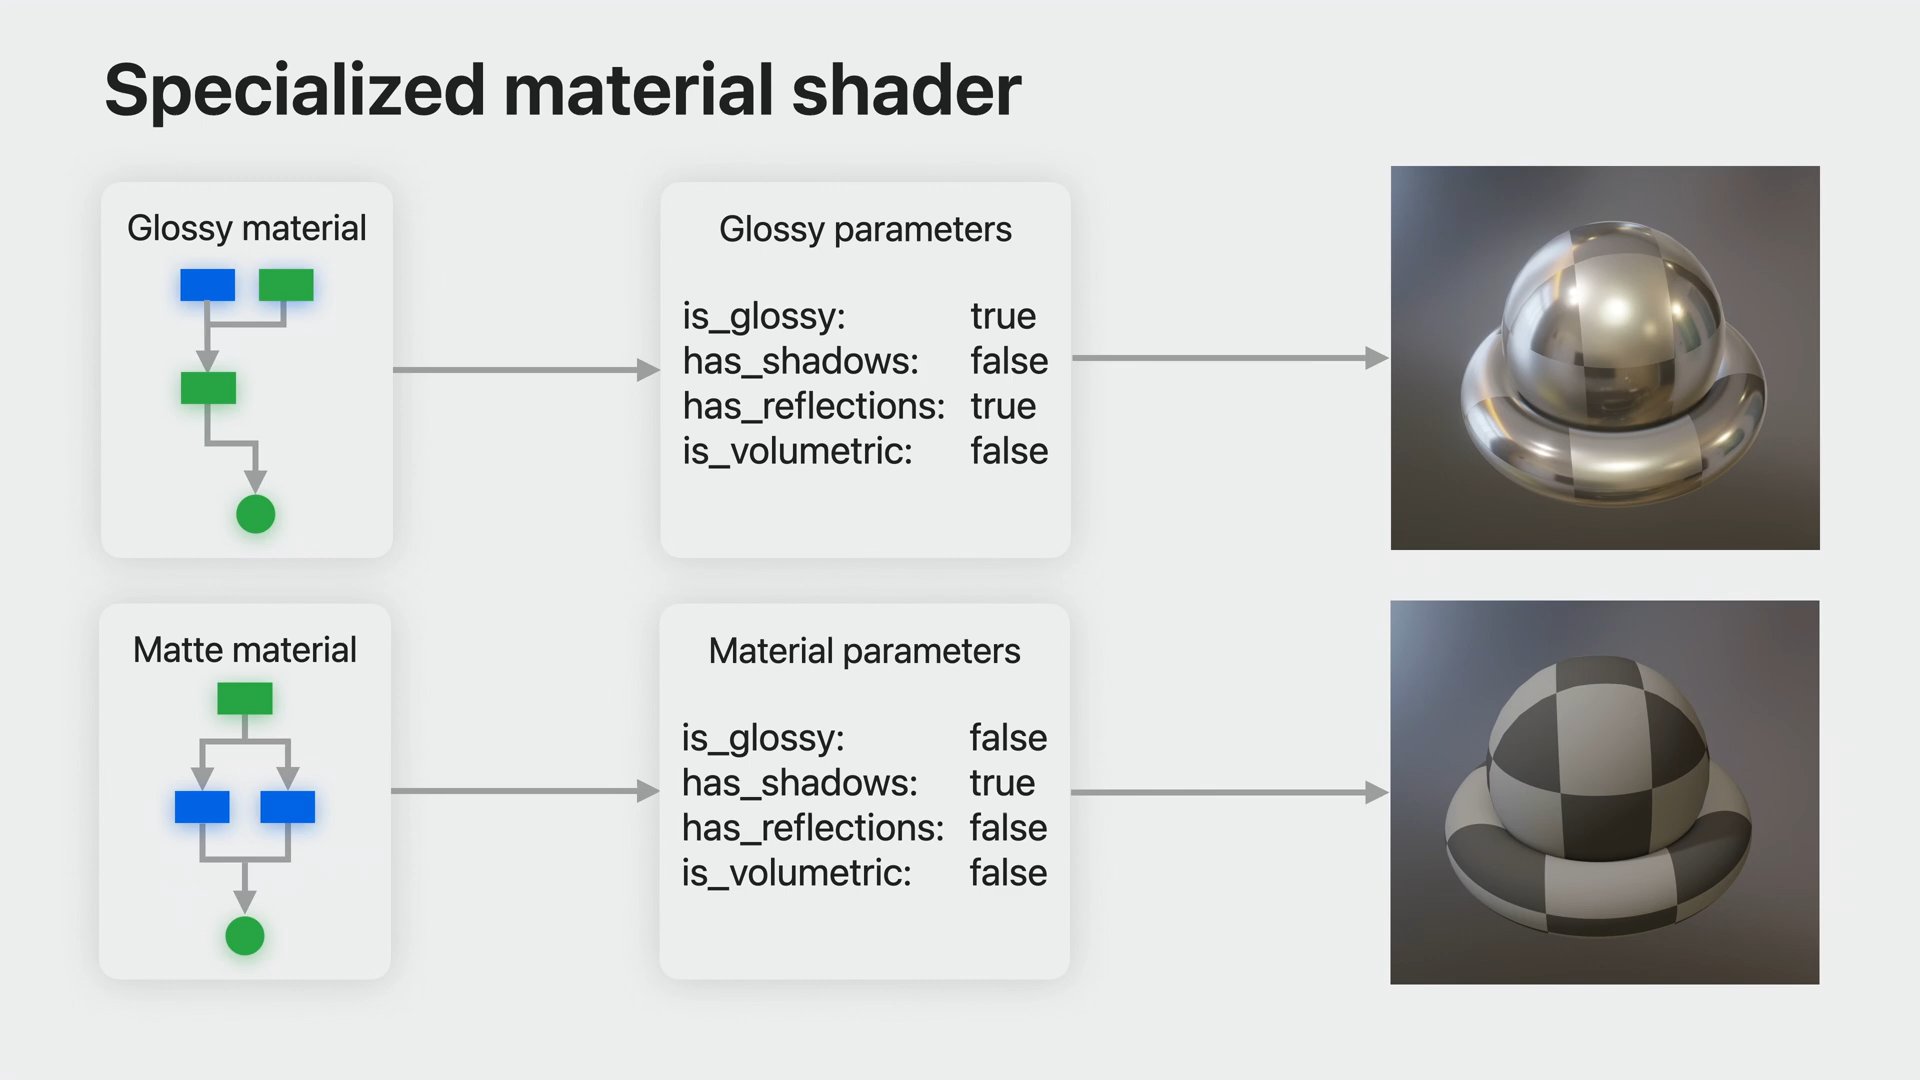 Specialized material shader
Glossy material
Glossy parameters
is_glossy: true
has_shadows: false
has_reflections: true
is_volumetric: false
Matte material
Material parameters
is_glossy: false
has_shadows: true
has_reflections: false
is_volumetric: false